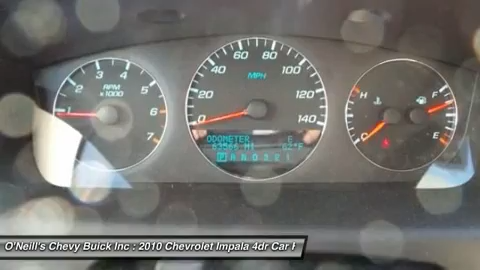 1 2 3 4 5 6 7
RPM
x1000
0 20 40 60 80 100 120 140
MPH
H F
C E
ODOMETER E
MI °F
O'Neill's Chevy Buick Inc : 2010 Chevrolet Impala 4dr Car F